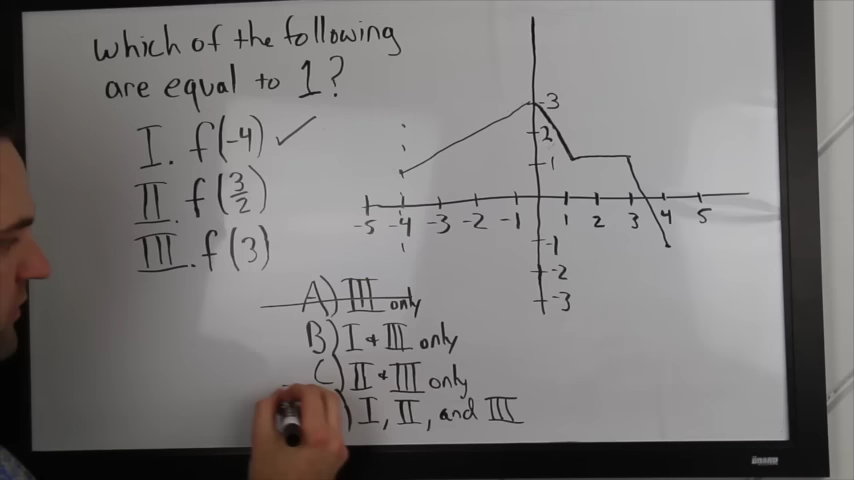 Which of the following
are equal to 1?
I. f(-4) ✓
II. f(3/2)
III. f(3)
3
2
1
-5 -4 -3 -2 -1 1 2 3 4 5
-1
-2
-3
A) III only
B) I + III only
C) II + III only
) I, II, and III